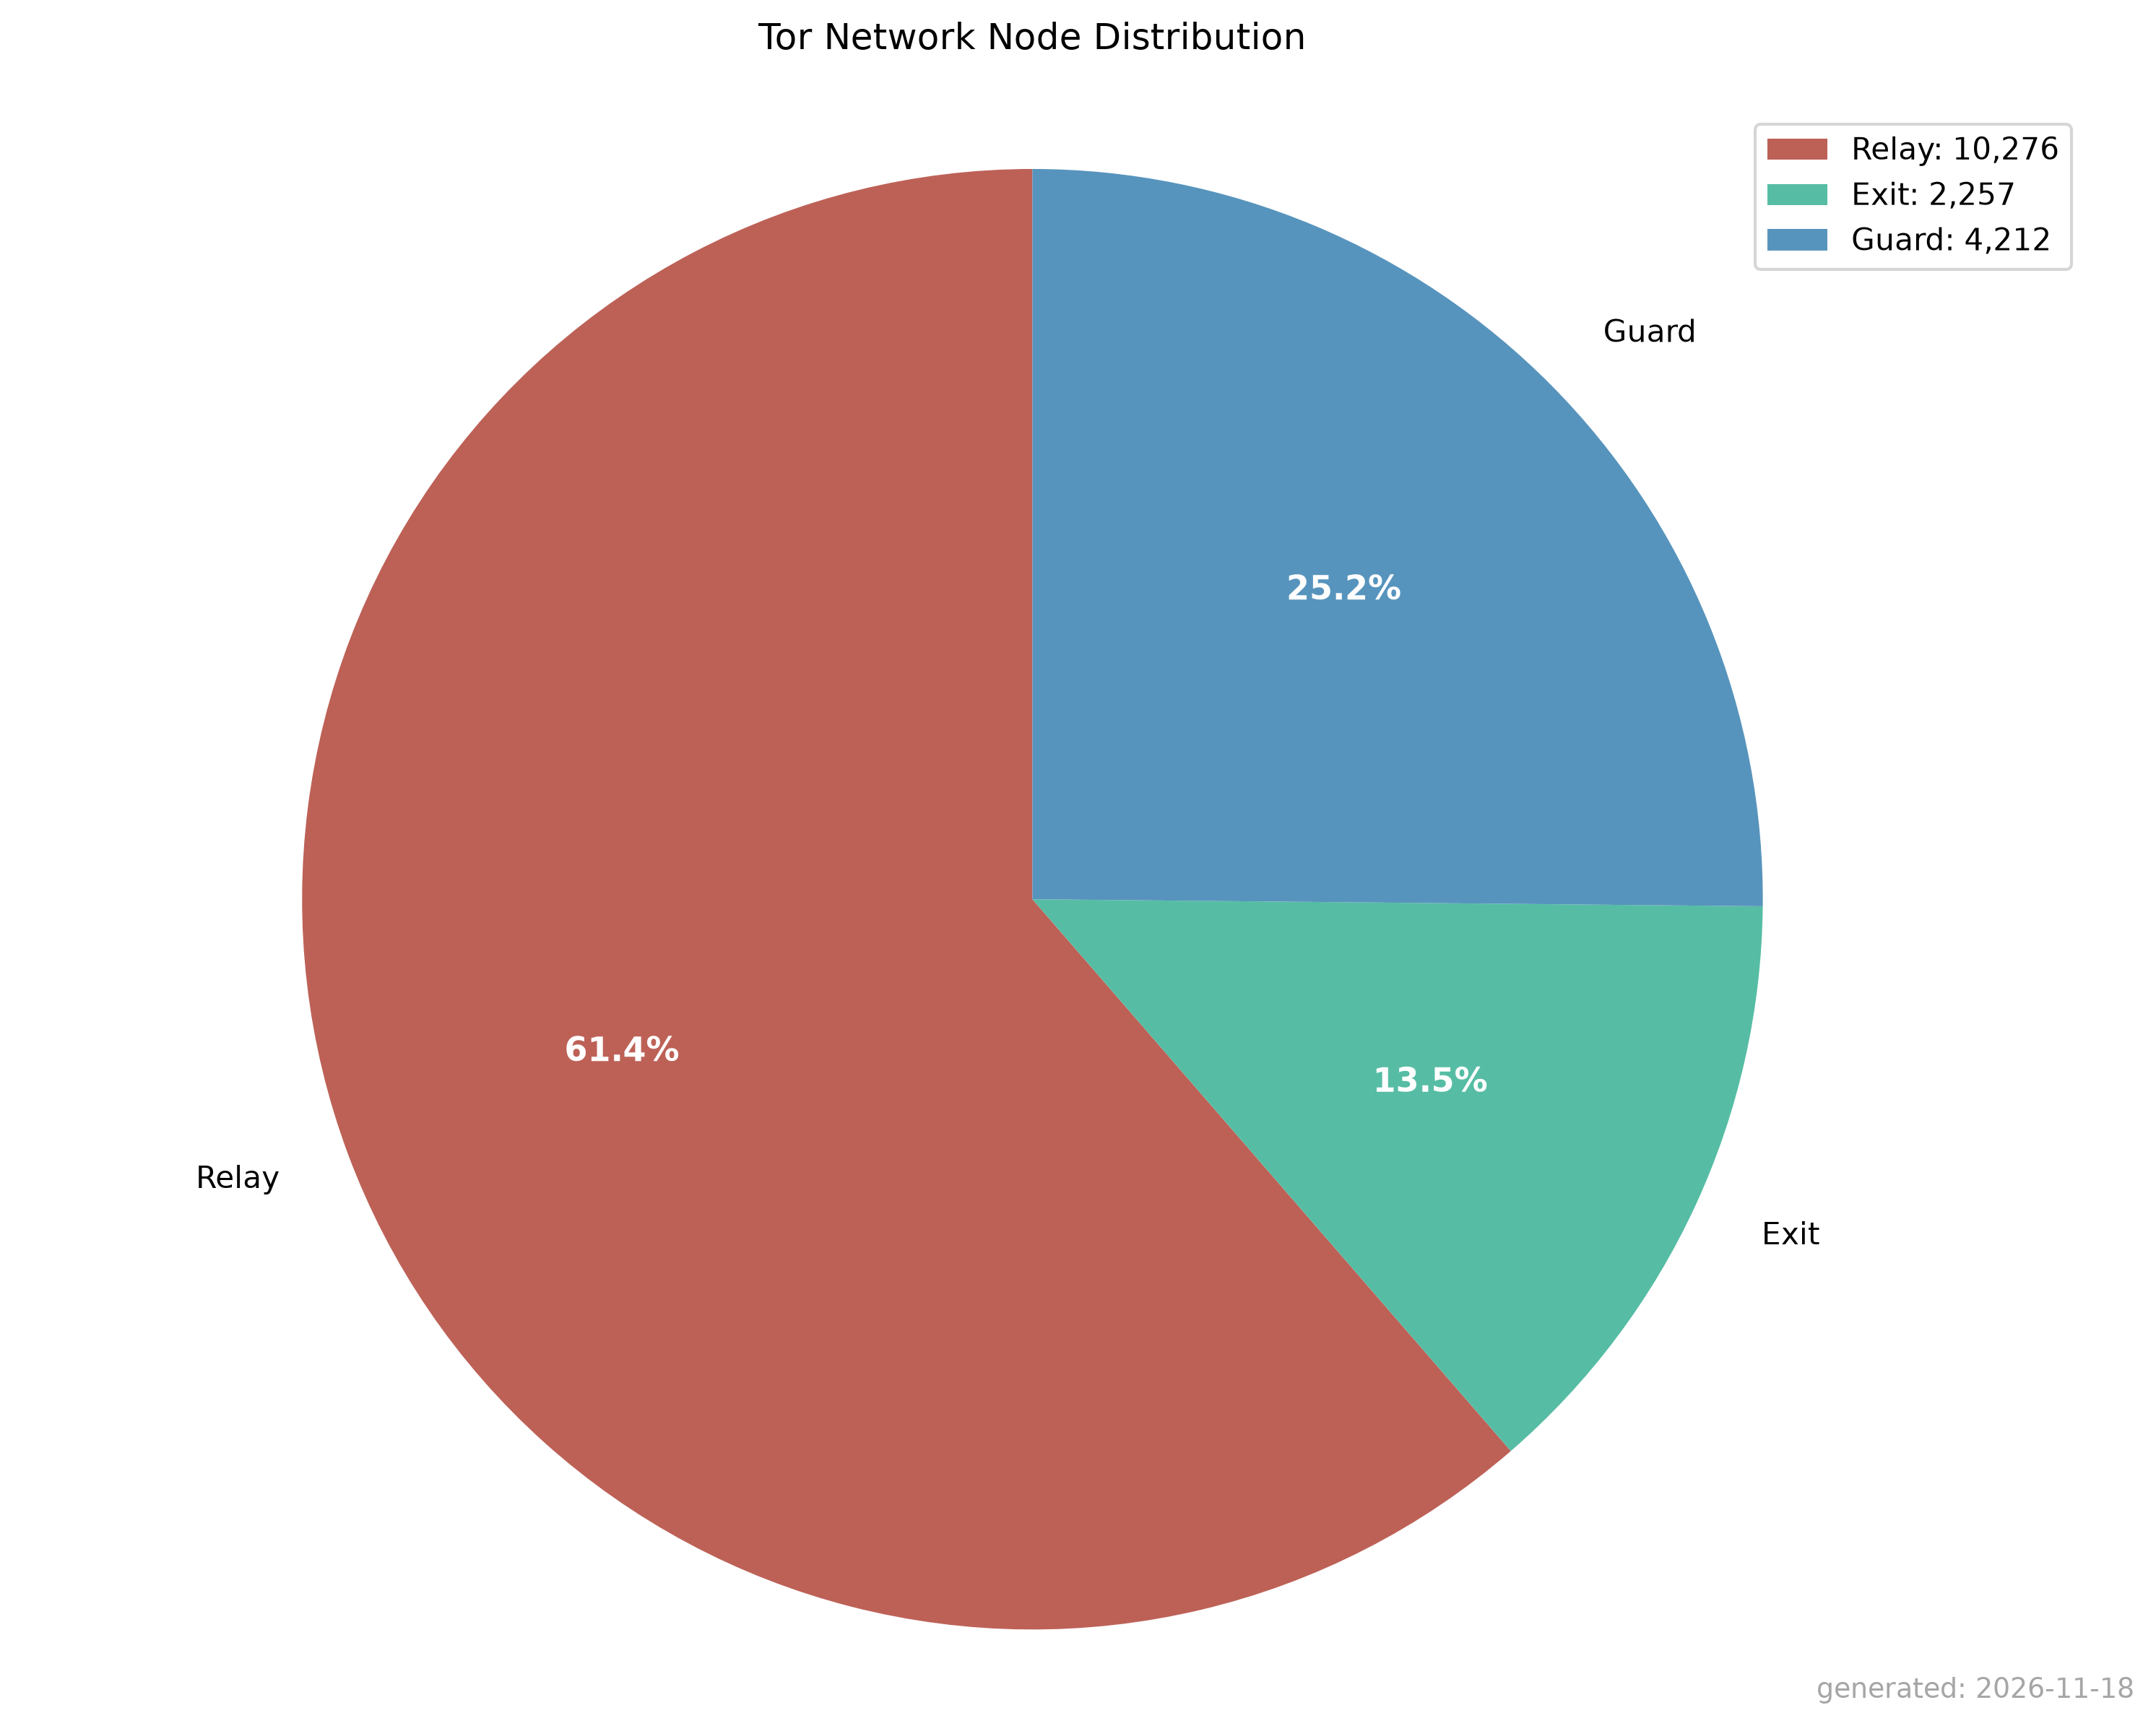 Tor Network Node Distribution
Relay: 10,276
Exit: 2,257
Guard: 4,212
Guard
25.2%
61.4%
13.5%
Relay
Exit
generated: 2026-11-18